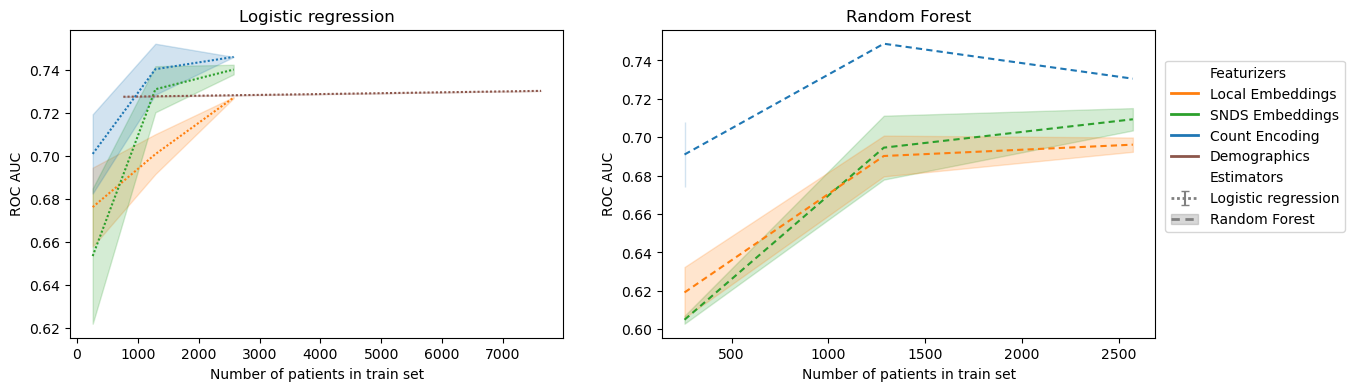 Logistic regression
ROC AUC
0.74
0.72
0.70
0.68
0.66
0.64
0.62
0 1000 2000 3000 4000 5000 6000 7000
Number of patients in train set
Random Forest
ROC AUC
0.74
0.72
0.70
0.68
0.66
0.64
0.62
0.60
500 1000 1500 2000 2500
Number of patients in train set
Featurizers
Local Embeddings
SNDS Embeddings
Count Encoding
Demographics
Estimators
Logistic regression
Random Forest